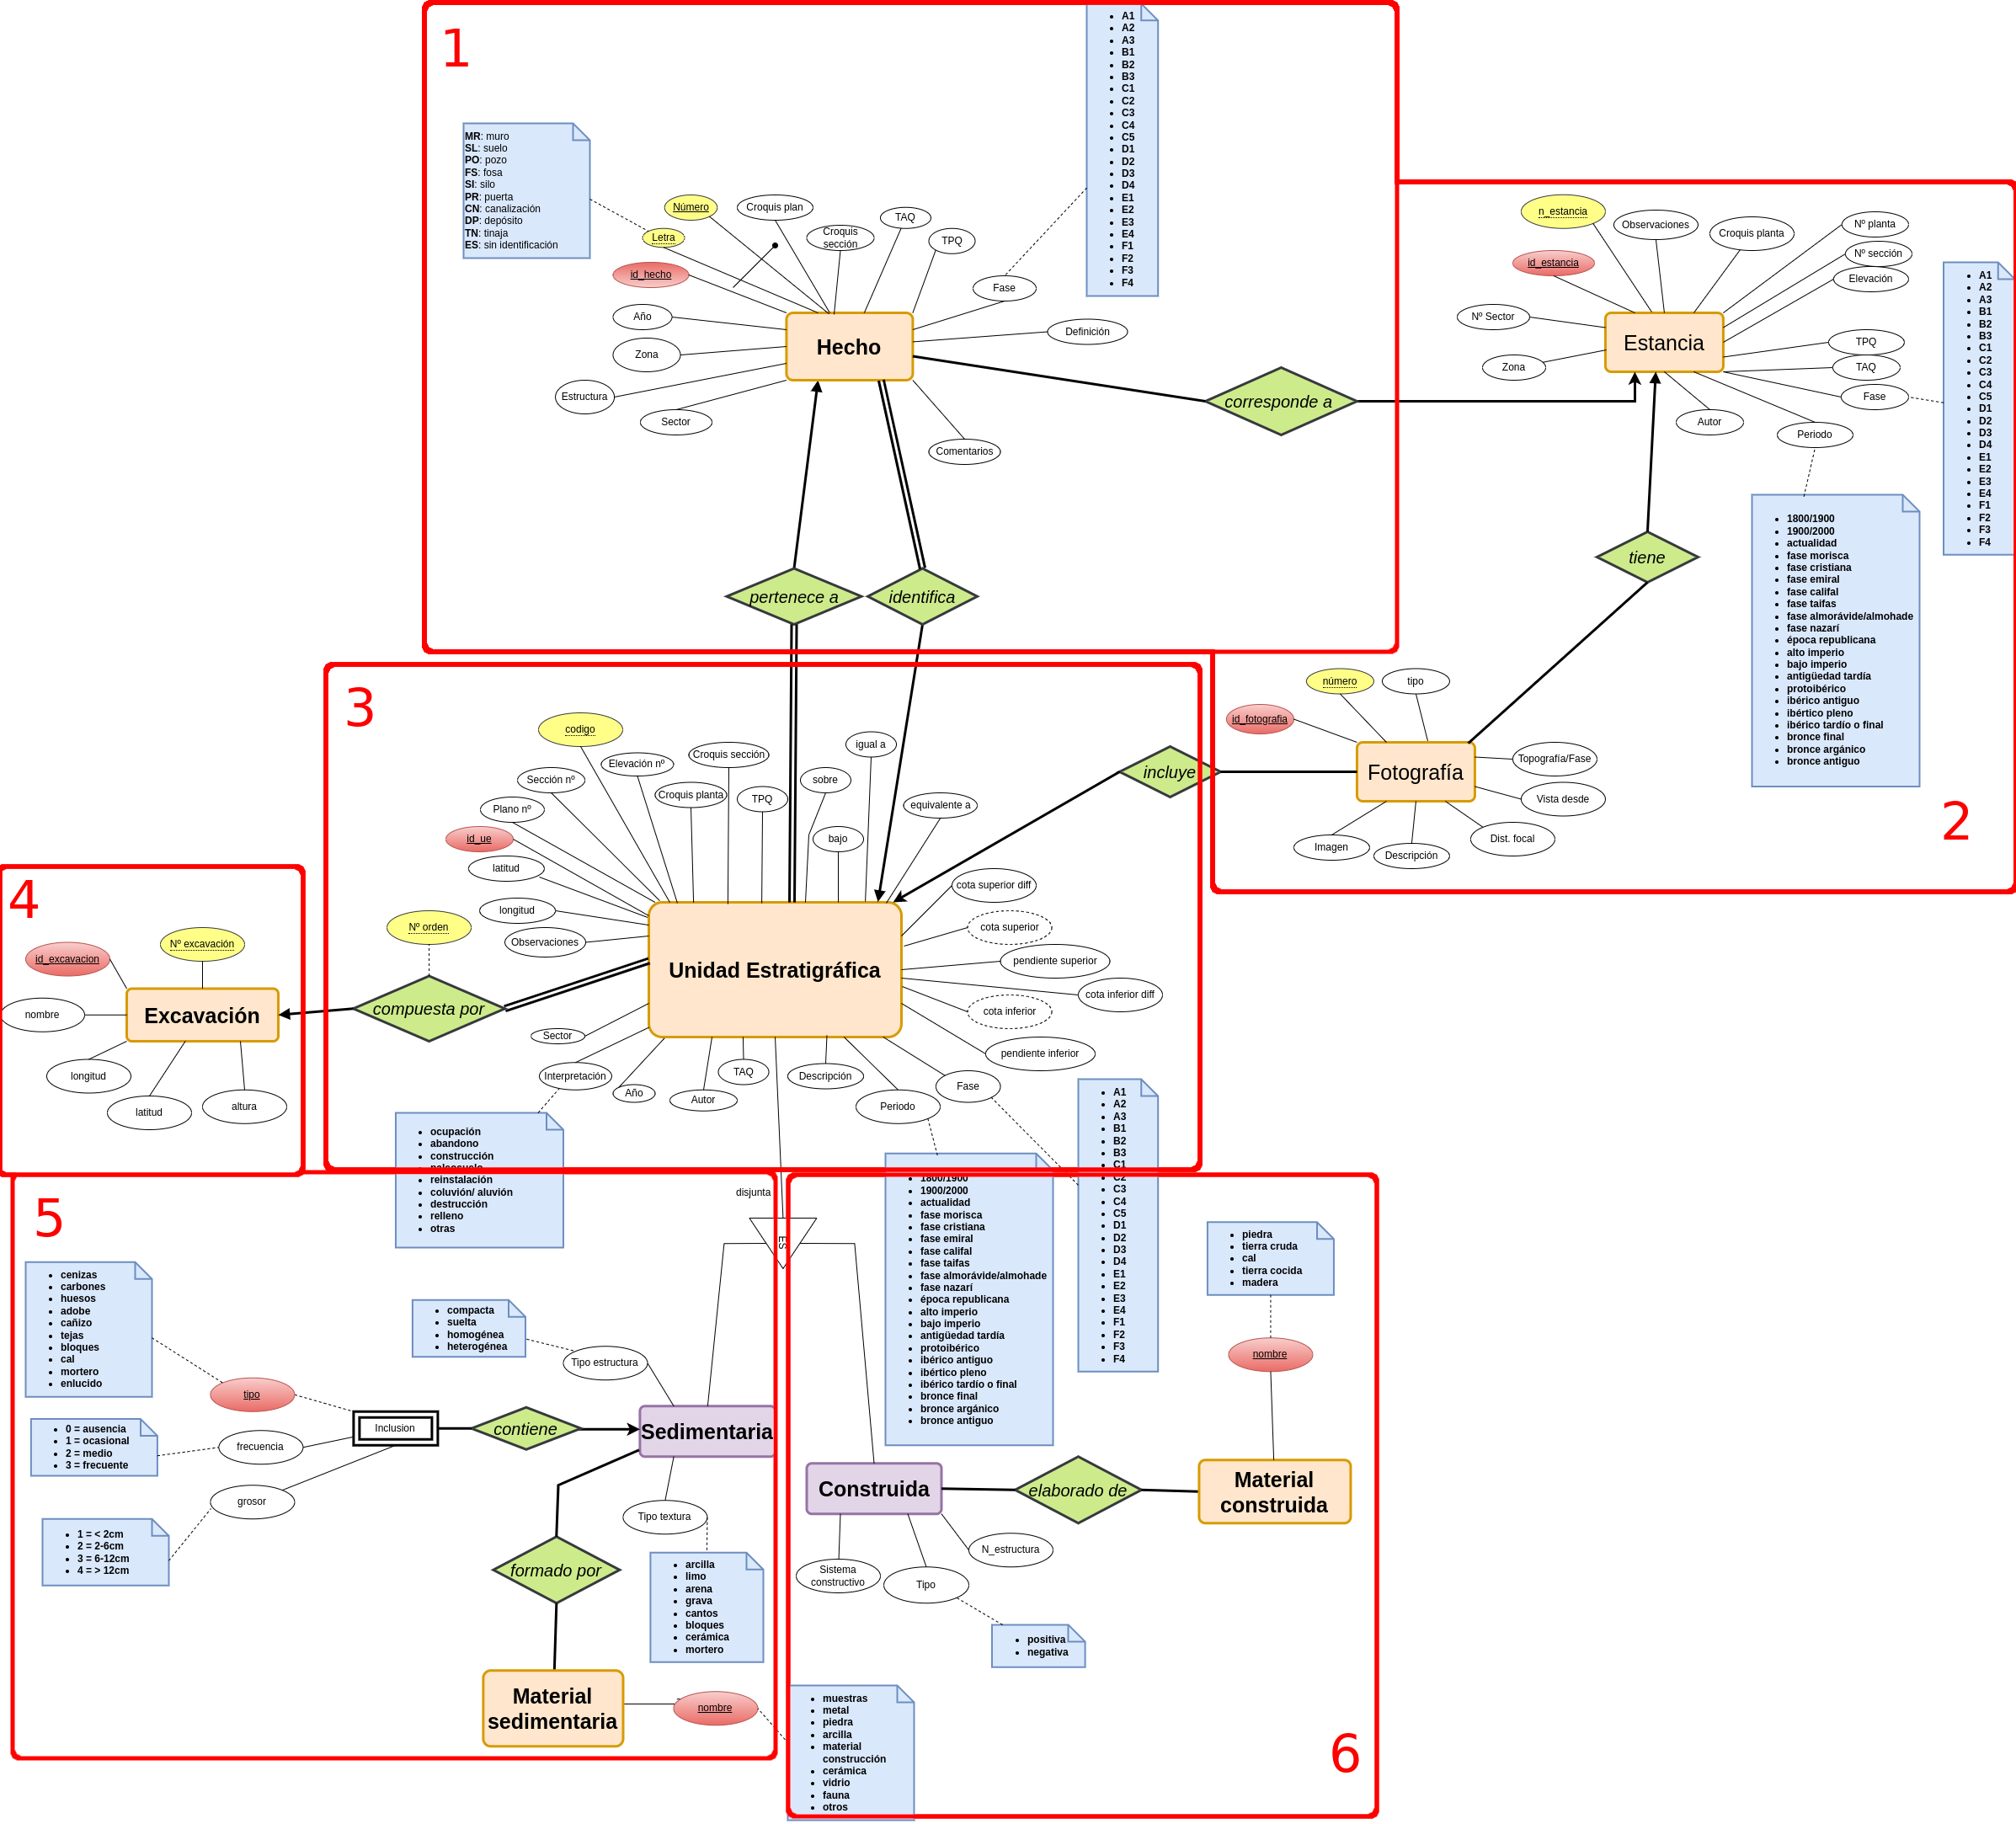 1
A1
A2
A3
B1
B2
B3
C1
C2
C3
C4
C5
D1
D2
D3
D4
E1
E2
E3
E4
F1
F2
F3
F4
MR: muro
SL: suelo
PO: pozo
FS: fosa
SI: silo
PR: puerta
CN: canalización
DP: depósito
TN: tinaja
ES: sin identificación
Número
Croquis plan
Letra
Croquis
sección
TAQ
TPQ
id_hecho
Fase
Año
Definición
Zona
Hecho
Estructura
Sector
Comentarios
corresponde a
pertenece a
identifica
n_estancia
Observaciones
Croquis planta
Nº planta
Nº sección
Elevación
id_estancia
Nº Sector
Estancia
TPQ
TAQ
Zona
Fase
Autor
Periodo
A1
A2
A3
B1
B2
B3
C1
C2
C3
C4
C5
D1
D2
D3
D4
E1
E2
E3
E4
F1
F2
F3
F4
tiene
1800/1900
1900/2000
actualidad
fase morisca
fase cristiana
fase emiral
fase califal
fase taifas
fase almorávide/almohade
fase nazarí
época republicana
alto imperio
bajo imperio
antigüedad tardía
protoibérico
ibérico antiguo
ibértico pleno
ibérico tardío o final
bronce final
bronce argánico
bronce antiguo
número
tipo
id_fotografia
Fotografía
Topografía/Fase
Vista desde
Dist. focal
Imagen
Descripción
2
incluye
3
codigo
Croquis sección
igual a
Elevación nº
Sección nº
sobre
Croquis planta
TPQ
Plano nº
equivalente a
id_ue
bajo
latitud
cota superior diff
longitud
Nº orden
cota superior
Observaciones
pendiente superior
Unidad Estratigráfica
cota inferior diff
compuesta por
cota inferior
Sector
pendiente inferior
Interpretación
TAQ
Descripción
Año
Autor
Fase
Periodo
4
Nº excavación
id_excavacion
nombre
Excavación
longitud
latitud
altura
ocupación
abandono
construcción
paleosuelo
reinstalación
coluvión/ aluvión
destrucción
relleno
otras
5
disjunta
ES
cenizas
carbones
huesos
adobe
cañizo
tejas
bloques
cal
mortero
enlucido
compacta
suelta
homogénea
heterogénea
Tipo estructura
tipo
Inclusion
contiene
Sedimentaria
0 = ausencia
1 = ocasional
2 = medio
3 = frecuente
frecuencia
grosor
1 = < 2cm
2 = 2-6cm
3 = 6-12cm
4 = > 12cm
Tipo textura
formado por
arcilla
limo
arena
grava
cantos
bloques
cerámica
mortero
Material
sedimentaria
nombre
muestras
metal
piedra
arcilla
material
construcción
cerámica
vidrio
fauna
otros
1800/1900
1900/2000
actualidad
fase morisca
fase cristiana
fase emiral
fase califal
fase taifas
fase almorávide/almohade
fase nazarí
época republicana
alto imperio
bajo imperio
antigüedad tardía
protoibérico
ibérico antiguo
ibértico pleno
ibérico tardío o final
bronce final
bronce argánico
bronce antiguo
A1
A2
A3
B1
B2
B3
C1
C2
C3
C4
C5
D1
D2
D3
D4
E1
E2
E3
E4
F1
F2
F3
F4
piedra
tierra cruda
cal
tierra cocida
madera
nombre
Construida
elaborado de
Material
construida
N_estructura
Sistema
constructivo
Tipo
positiva
negativa
6